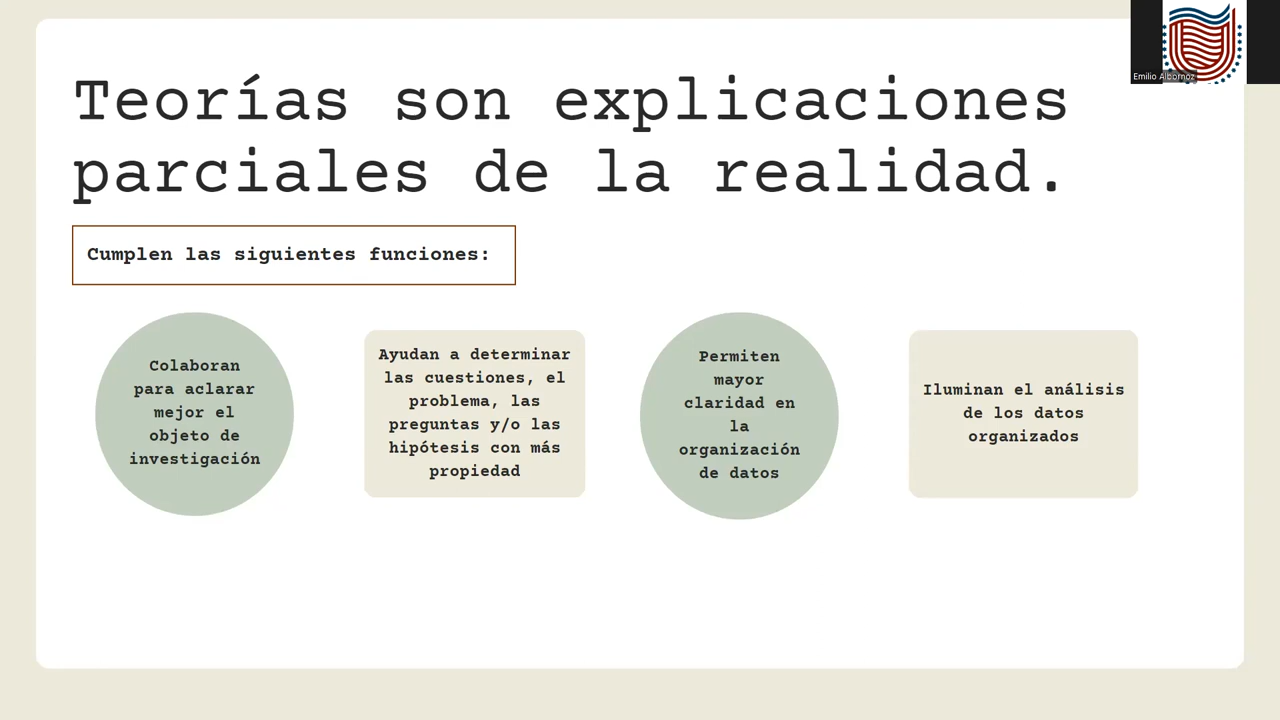 Teorías son explicaciones
parciales de la realidad.
Emilio Albornoz
Cumplen las siguientes funciones:
Colaboran
para aclarar
mejor el
objeto de
investigación
Ayudan a determinar
las cuestiones, el
problema, las
preguntas y/o las
hipótesis con más
propiedad
Permiten
mayor
claridad en
la
organización
de datos
Iluminan el análisis
de los datos
organizados